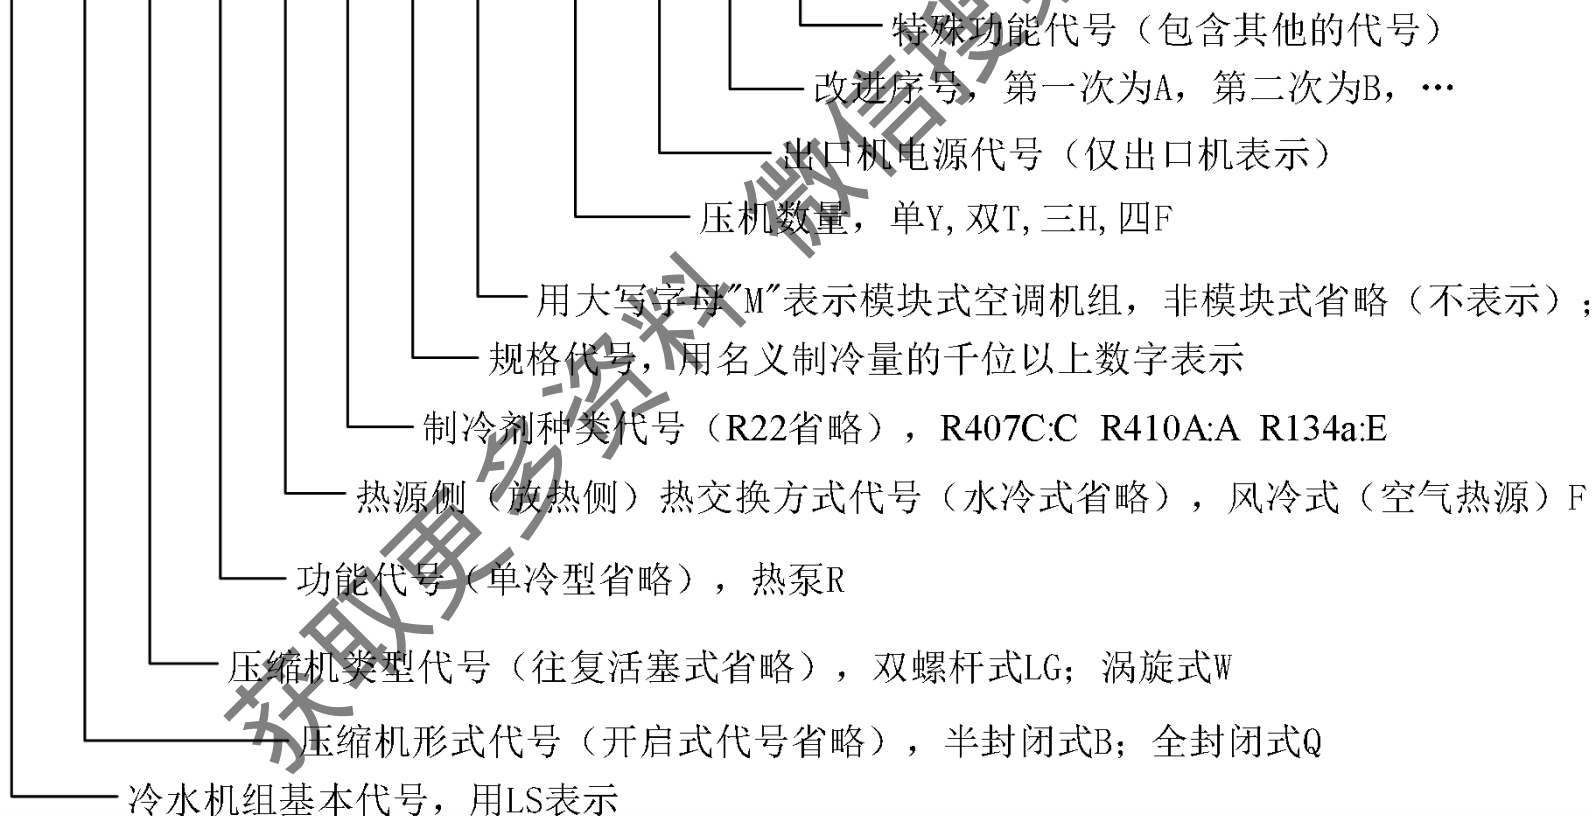 特殊功能代号（包含其他的代号）
改进序号，第一次为A，第二次为B，…
出口机电源代号（仅出口机表示）
压机数量，单Y,双T,三H,四F
用大写字母"M"表示模块式空调机组，非模块式省略（不表示）；
规格代号，用名义制冷量的千位以上数字表示
制冷剂种类代号（R22省略），R407C:C R410A:A R134a:E
热源侧（放热侧）热交换方式代号（水冷式省略），风冷式（空气热源）F
功能代号（单冷型省略），热泵R
压缩机类型代号（往复活塞式省略），双螺杆式LG；涡旋式W
压缩机形式代号（开启式代号省略），半封闭式B；全封闭式Q
冷水机组基本代号，用LS表示
获取更多资料 微信搜